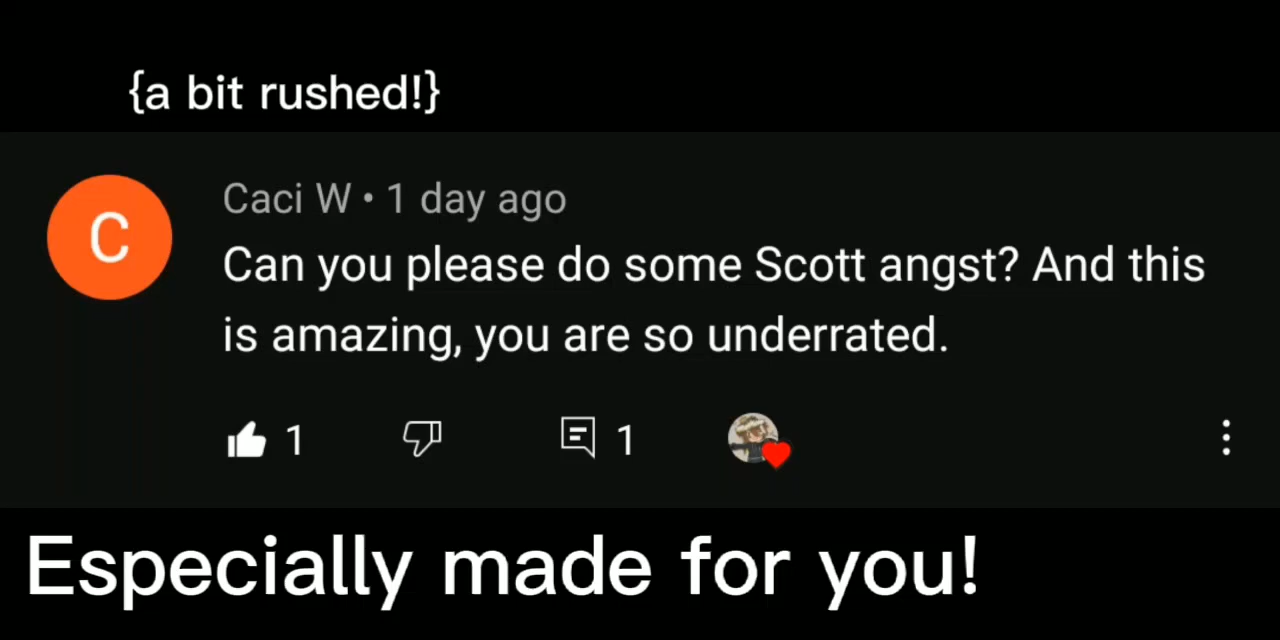 {a bit rushed!}
C
Caci W • 1 day ago
Can you please do some Scott angst? And this
is amazing, you are so underrated.
1 1
Especially made for you!